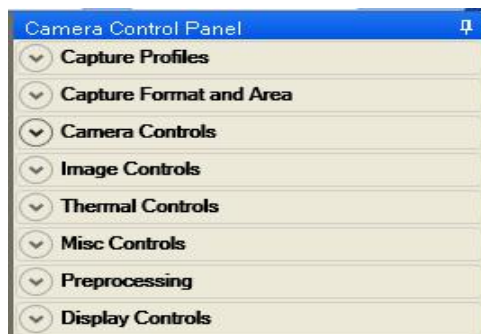 Camera Control Panel
Capture Profiles
Capture Format and Area
Camera Controls
Image Controls
Thermal Controls
Misc Controls
Preprocessing
Display Controls